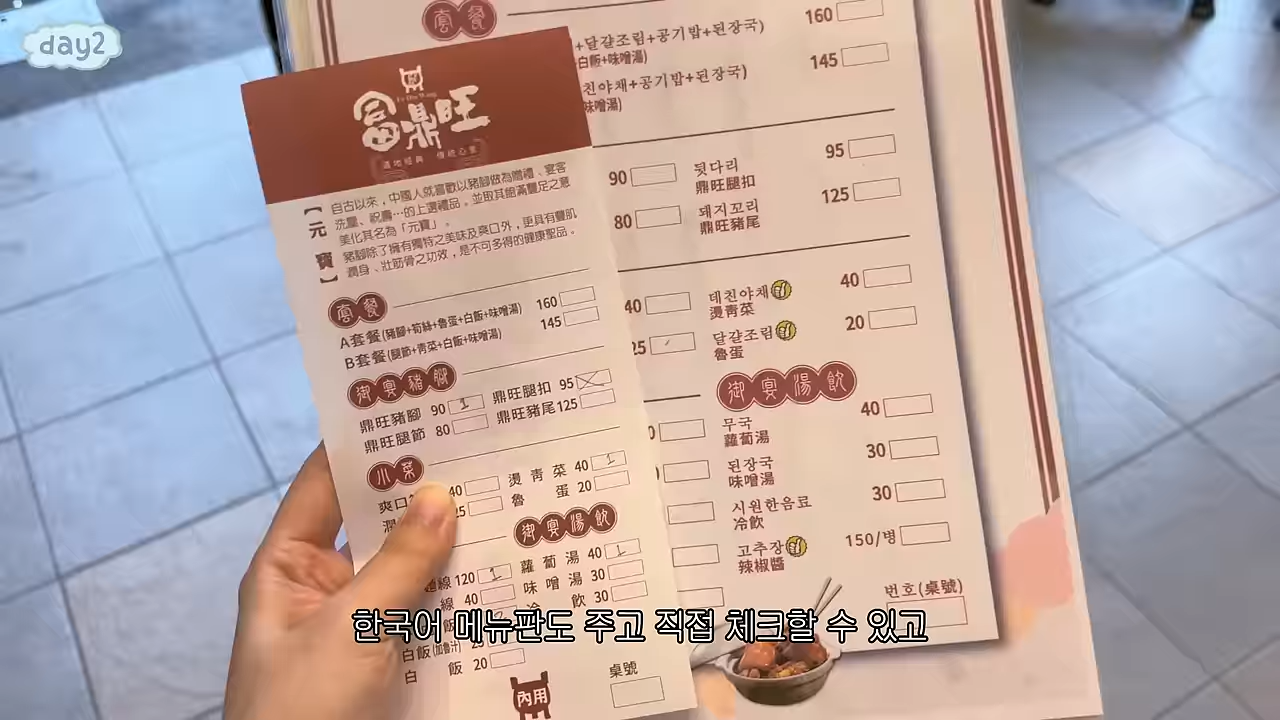 day2
富鼎旺
道地經典 傳統心意
【元寶】
自古以來，中國人就喜歡以豬腳做為贈禮、宴客
洗塵、祝壽…的上選禮品。並取其飽滿豐足之意
美化其名為「元寶」。
豬腳除了擁有獨特之美味及爽口外，更具有豐肌
潤身、壯筋骨之功效，是不可多得的健康聖品。
套餐
A套餐(豬腳+筍絲+魯蛋+白飯+味噌湯) 160
B套餐(腿節+青菜+白飯+味噌湯) 145
御宴豬腳
鼎旺豬腳 90 1 鼎旺腿扣 95
鼎旺腿節 80 鼎旺豬尾 125
小菜
爽口 40 燙青菜 40 1
25 魯蛋 20
御宴湯飲
麵線 120 1 蘿蔔湯 40 1
線 40 味噌湯 30
飯 冷飲 30
白飯(加魯汁) 25
白飯 20
內用
桌號
套餐
+달걀조림+공기밥+된장국) 160
白飯+味噌湯)
친야채+공기밥+된장국) 145
味噌湯)
90 뒷다리 95
鼎旺腿扣
80 돼지꼬리 125
鼎旺豬尾
40 데친야채 40
燙青菜
25 달걀조림 20
魯蛋
御宴湯飲
무국 40
蘿蔔湯
된장국 30
味噌湯
시원한음료 30
冷飲
고추장 150/병
辣椒醬
번호(桌號)
한국어 메뉴판도 주고 직접 체크할 수 있고